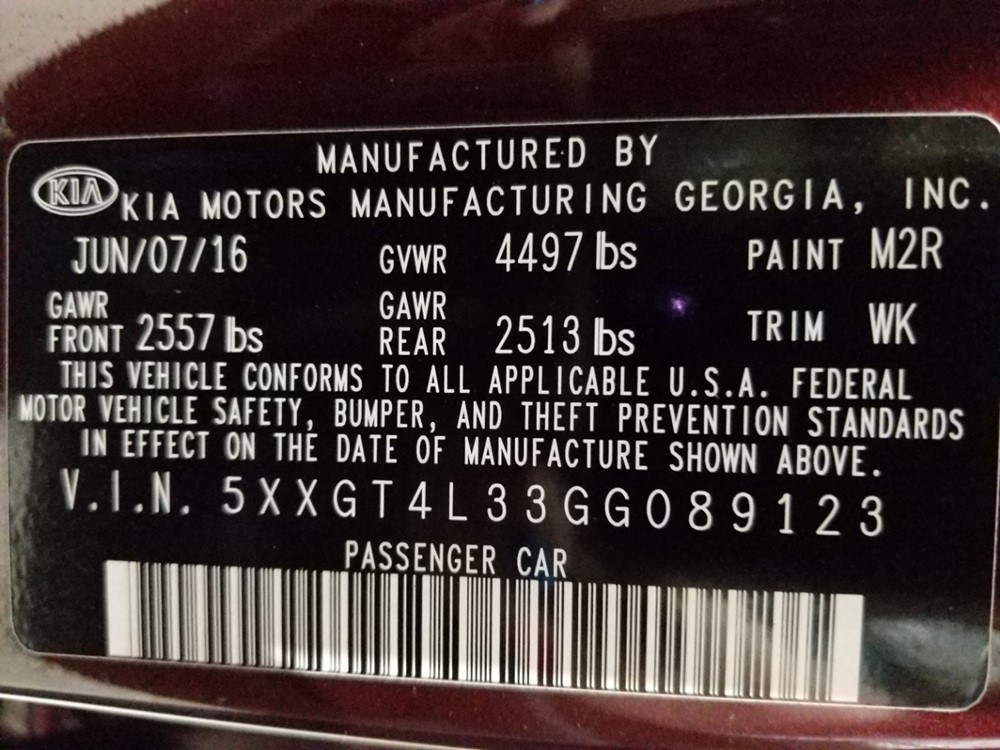 MANUFACTURED BY
KIA KIA MOTORS MANUFACTURING GEORGIA, INC.
JUN/07/16 GVWR 4497 lbs PAINT M2R
GAWR FRONT 2557 lbs GAWR REAR 2513 lbs TRIM WK
THIS VEHICLE CONFORMS TO ALL APPLICABLE U.S.A. FEDERAL
MOTOR VEHICLE SAFETY, BUMPER, AND THEFT PREVENTION STANDARDS
IN EFFECT ON THE DATE OF MANUFACTURE SHOWN ABOVE.
V.I.N. 5XXGT4L33GG089123
PASSENGER CAR